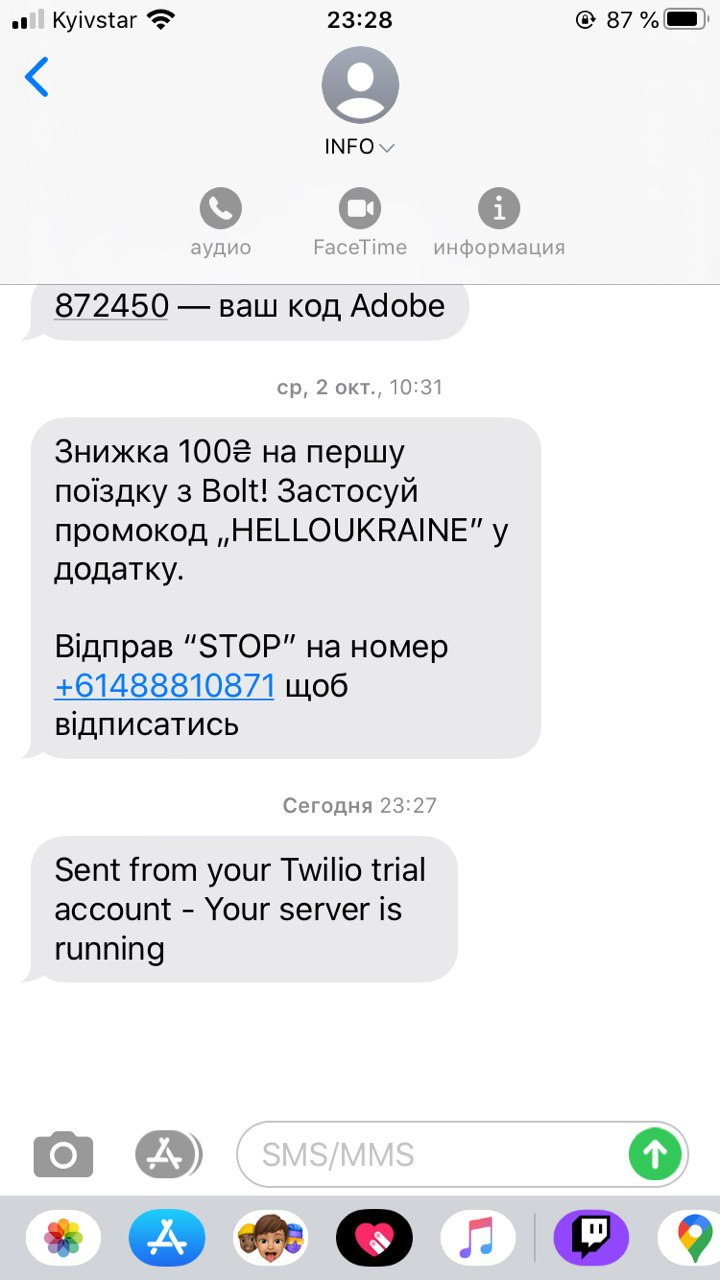 Kyivstar 23:28 87 %
INFO
аудио FaceTime информация
872450 — ваш код Adobe
ср, 2 окт., 10:31
Знижка 100₴ на першу
поїздку з Bolt! Застосуй
промокод „HELLOUKRAINE” у
додатку.
Відправ “STOP” на номер
+61488810871 щоб
відписатись
Сегодня 23:27
Sent from your Twilio trial
account - Your server is
running
SMS/MMS